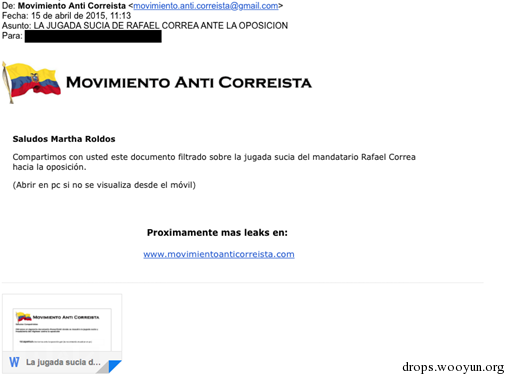 De: Movimiento Anti Correista <movimiento.anti.correista@gmail.com>
Fecha: 15 de abril de 2015, 11:13
Asunto: LA JUGADA SUCIA DE RAFAEL CORREA ANTE LA OPOSICION
Para:
MOVIMIENTO ANTI CORREISTA
Saludos Martha Roldos
Compartimos con usted este documento filtrado sobre la jugada sucia del mandatario Rafael Correa
hacia la oposición.
(Abrir en pc si no se visualiza desde el móvil)
Proximamente mas leaks en:
www.movimientoanticorreista.com
MOVIMIENTO ANTI CORREISTA
W La jugada sucia d...
drops.wooyun.org